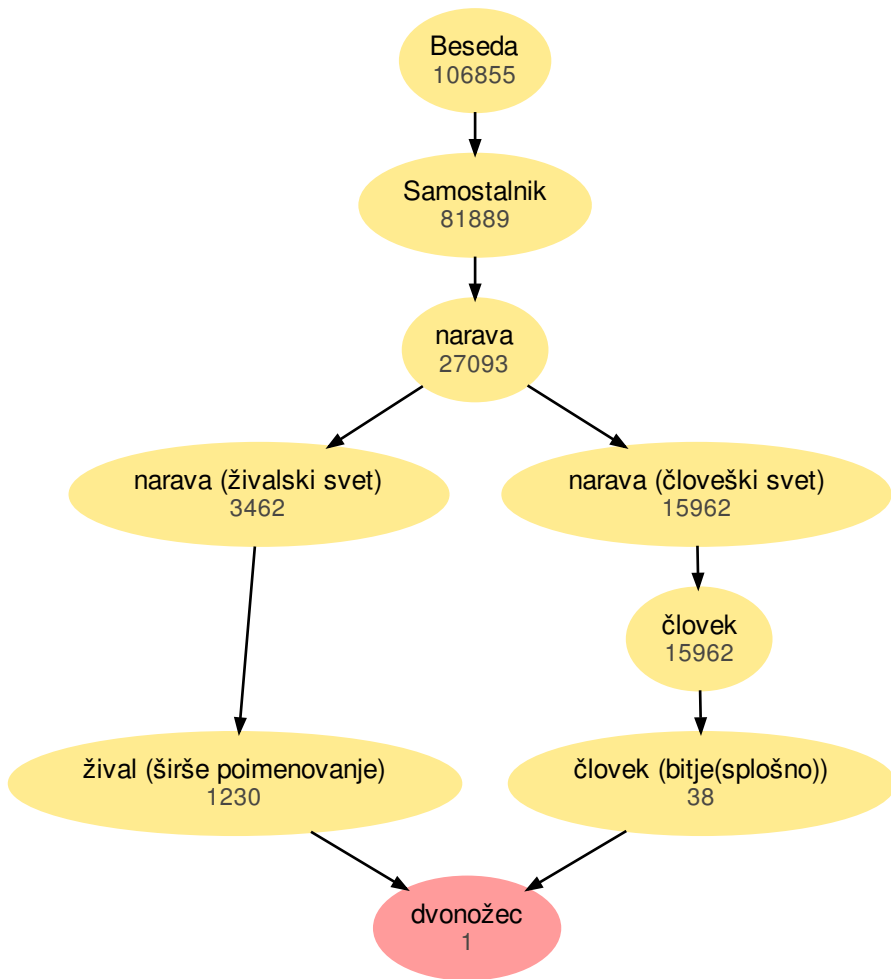 Beseda
106855
Samostalnik
81889
narava
27093
narava (živalski svet)
3462
narava (človeški svet)
15962
človek
15962
žival (širše poimenovanje)
1230
človek (bitje(splošno))
38
dvonožec
1